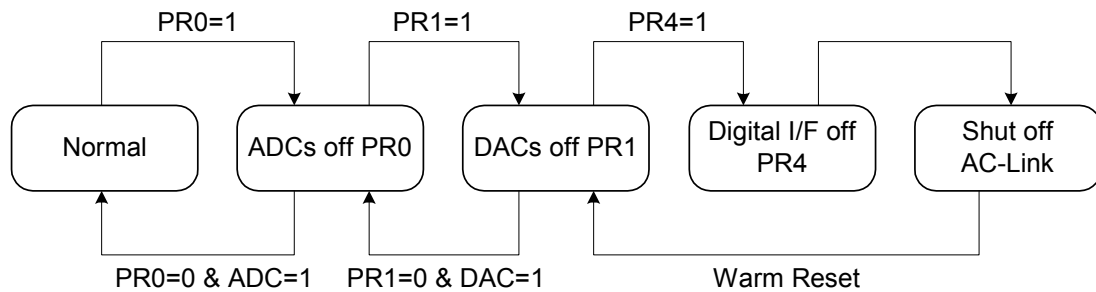 PR0=1
PR1=1
PR4=1
Normal
ADCs off PR0
DACs off PR1
Digital I/F off
PR4
Shut off
AC-Link
PR0=0 & ADC=1
PR1=0 & DAC=1
Warm Reset